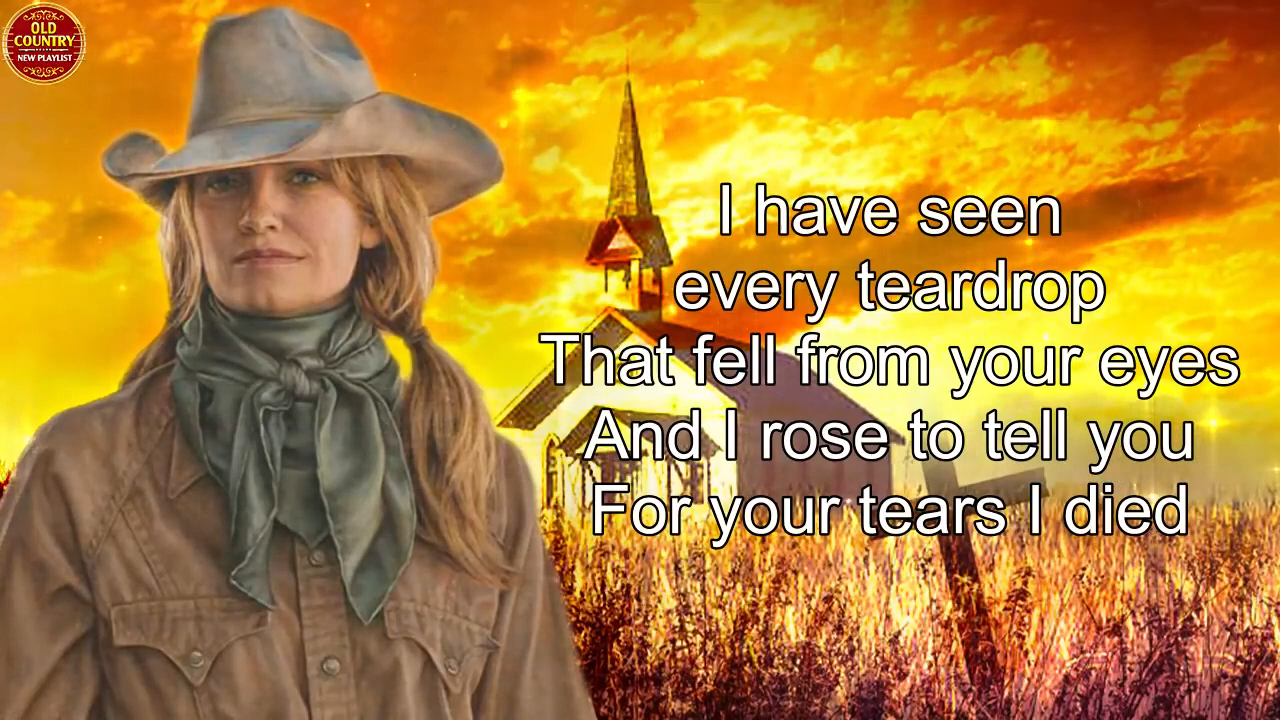 OLD
COUNTRY
NEW PLAYLIST
I have seen
every teardrop
That fell from your eyes
And I rose to tell you
For your tears I died